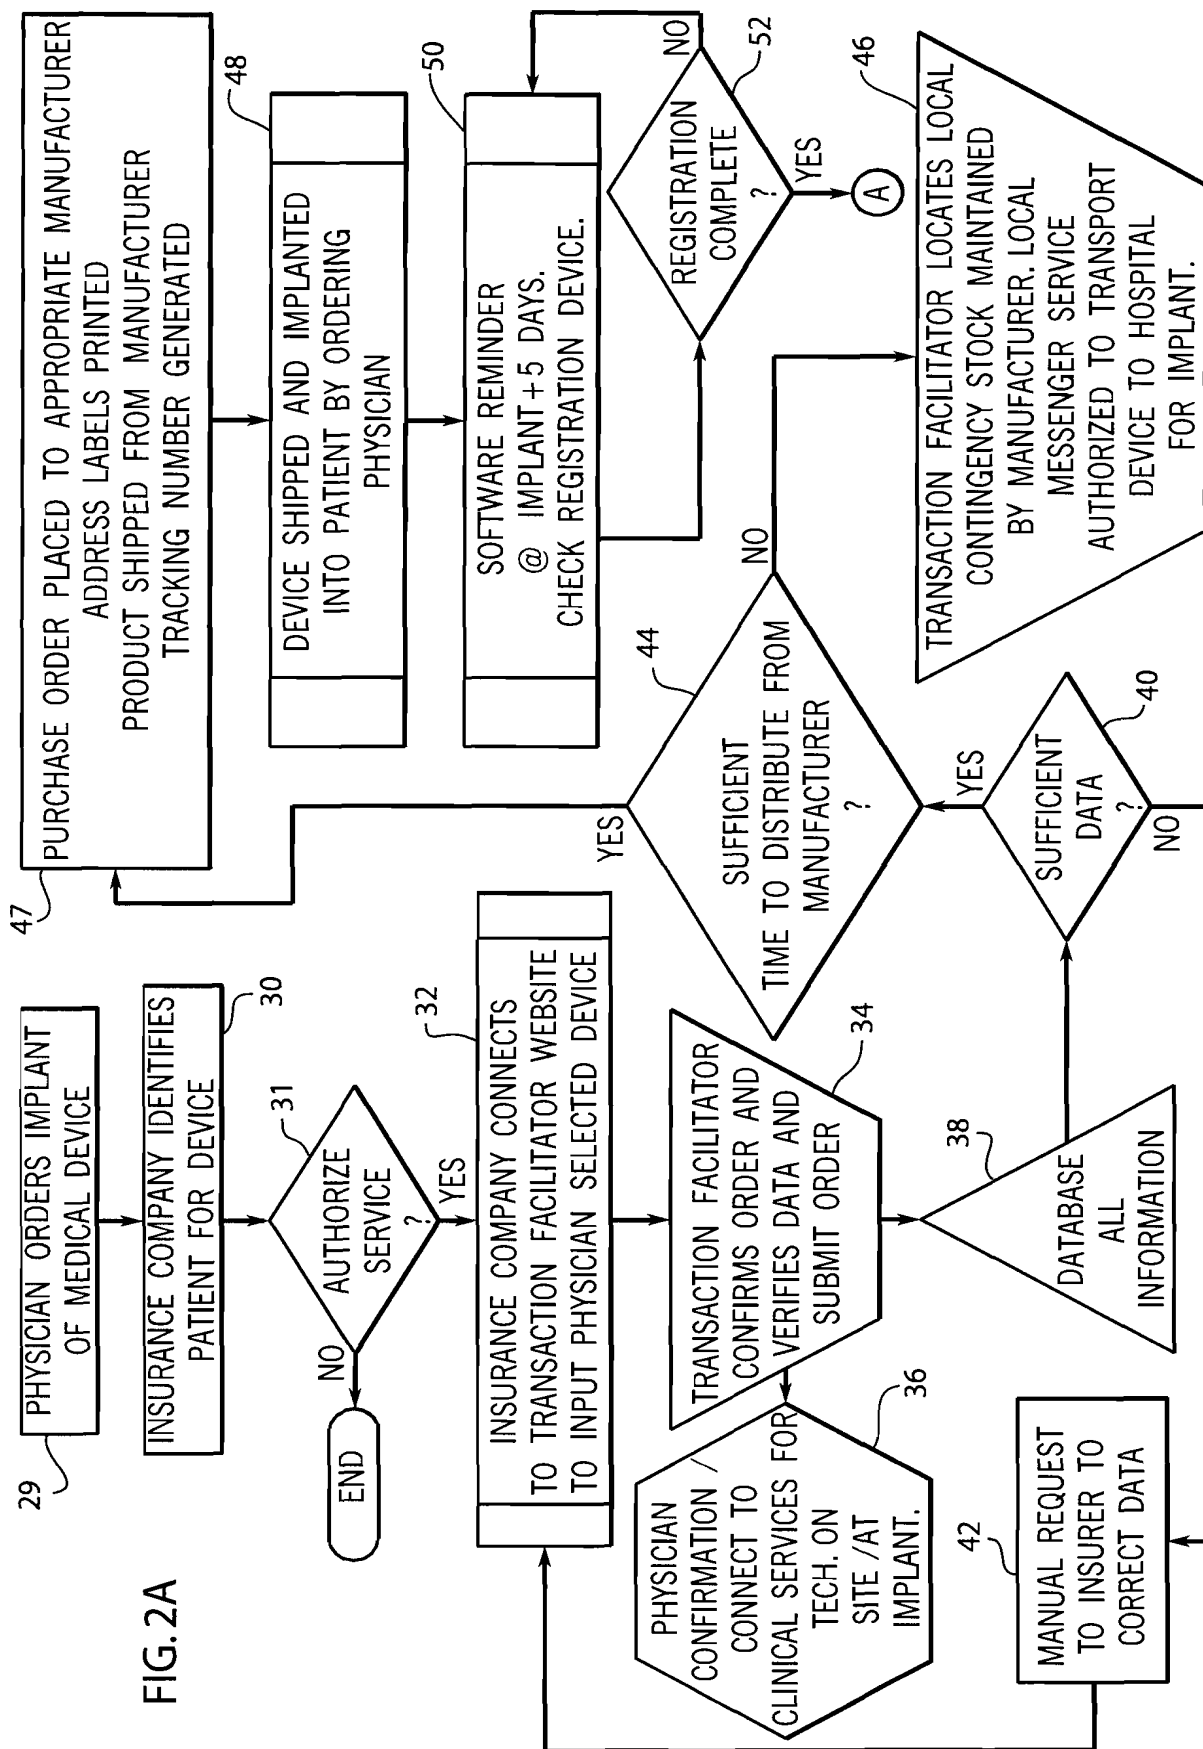 FIG. 2A
29
PHYSICIAN ORDERS IMPLANT
OF MEDICAL DEVICE
30
INSURANCE COMPANY IDENTIFIES
PATIENT FOR DEVICE
31
AUTHORIZE
SERVICE
?
NO
END
YES
32
INSURANCE COMPANY CONNECTS
TO TRANSACTION FACILITATOR WEBSITE
TO INPUT PHYSICIAN SELECTED DEVICE
34
TRANSACTION FACILITATOR
CONFIRMS ORDER AND
VERIFIES DATA AND
SUBMIT ORDER
36
PHYSICIAN
CONFIRMATION /
CONNECT TO
CLINICAL SERVICES FOR
TECH. ON
SITE /AT
IMPLANT.
38
DATABASE
ALL
INFORMATION
40
SUFFICIENT
DATA
?
YES
NO
42
MANUAL REQUEST
TO INSURER TO
CORRECT DATA
44
SUFFICIENT
TIME TO DISTRIBUTE FROM
MANUFACTURER
?
YES
NO
46
TRANSACTION FACILITATOR LOCATES LOCAL
CONTINGENCY STOCK MAINTAINED
BY MANUFACTURER. LOCAL
MESSENGER SERVICE
AUTHORIZED TO TRANSPORT
DEVICE TO HOSPITAL
FOR IMPLANT.
47
PURCHASE ORDER PLACED TO APPROPRIATE MANUFACTURER
ADDRESS LABELS PRINTED
PRODUCT SHIPPED FROM MANUFACTURER
TRACKING NUMBER GENERATED
48
DEVICE SHIPPED AND IMPLANTED
INTO PATIENT BY ORDERING
PHYSICIAN
50
SOFTWARE REMINDER
@ IMPLANT+5 DAYS.
CHECK REGISTRATION DEVICE.
52
REGISTRATION
COMPLETE
?
NO
YES
A